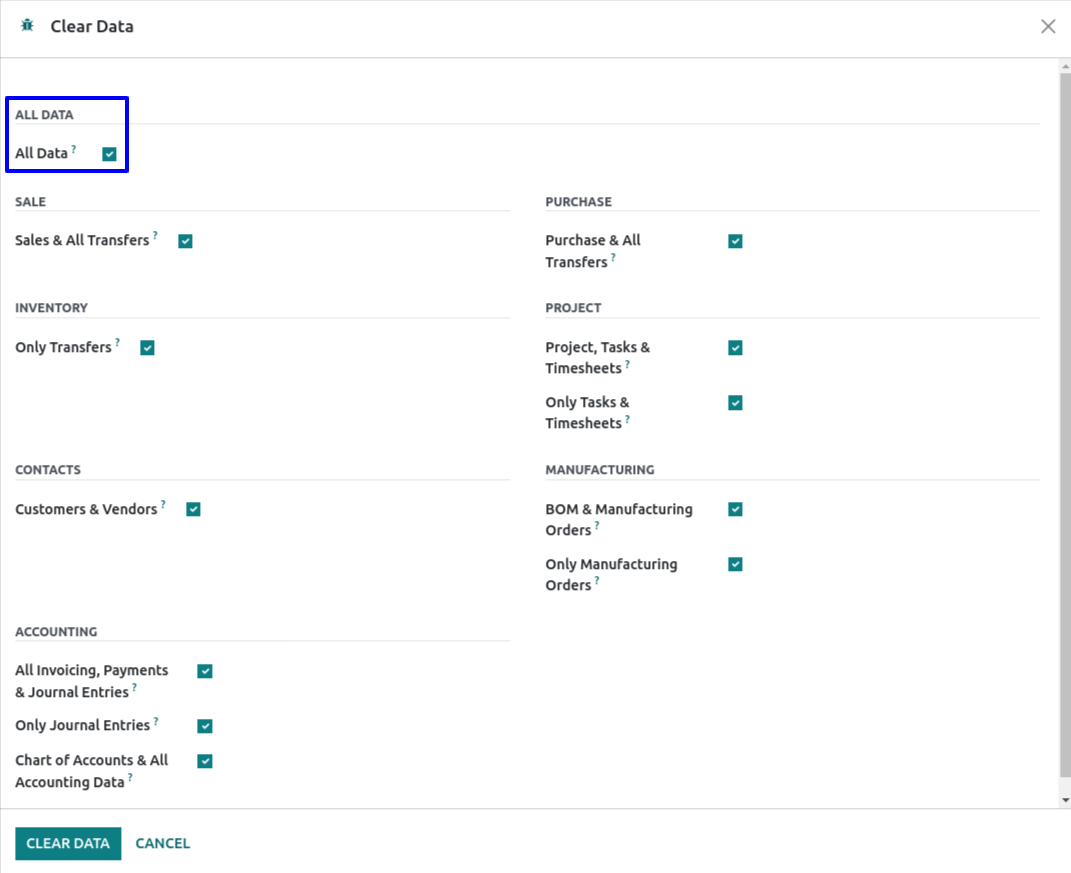 Clear Data
ALL DATA
All Data ?
SALE
Sales & All Transfers ?
PURCHASE
Purchase & All
Transfers ?
INVENTORY
Only Transfers ?
PROJECT
Project, Tasks &
Timesheets ?
Only Tasks &
Timesheets ?
CONTACTS
Customers & Vendors ?
MANUFACTURING
BOM & Manufacturing
Orders ?
Only Manufacturing
Orders ?
ACCOUNTING
All Invoicing, Payments
& Journal Entries ?
Only Journal Entries ?
Chart of Accounts & All
Accounting Data ?
CLEAR DATA
CANCEL